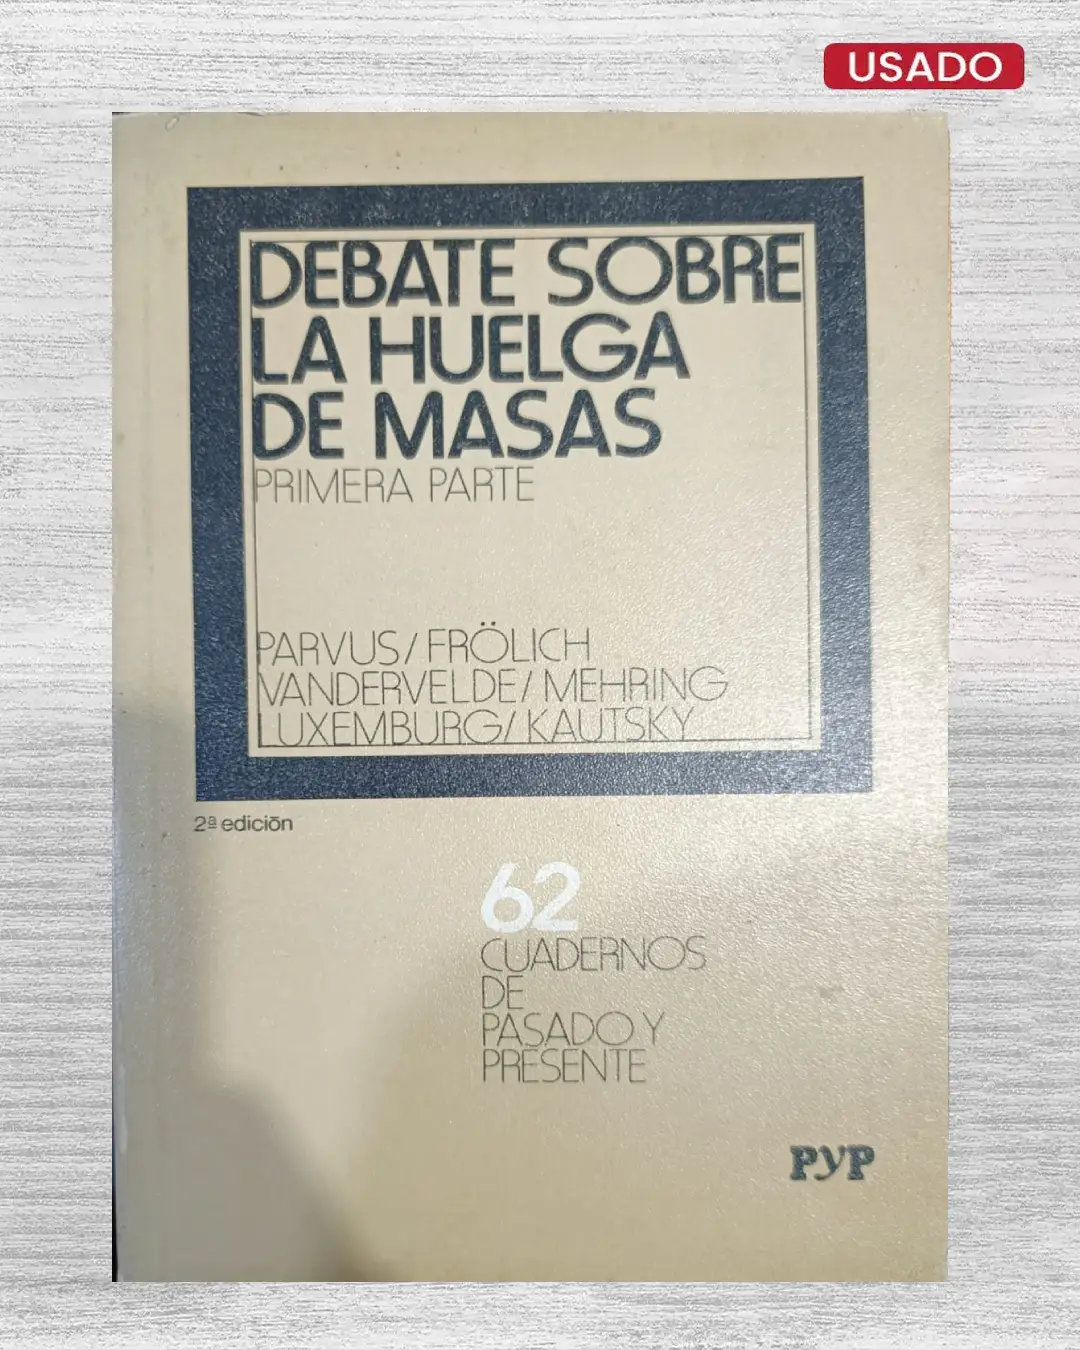 USADO
DEBATE SOBRE
LA HUELGA
DE MASAS
PRIMERA PARTE
PARVUS/FRÖLICH
VANDERVELDE/MEHRING
LUXEMBURG/KAUTSKY
2ª edición
62
CUADERNOS
DE
PASADO Y
PRESENTE
PYP